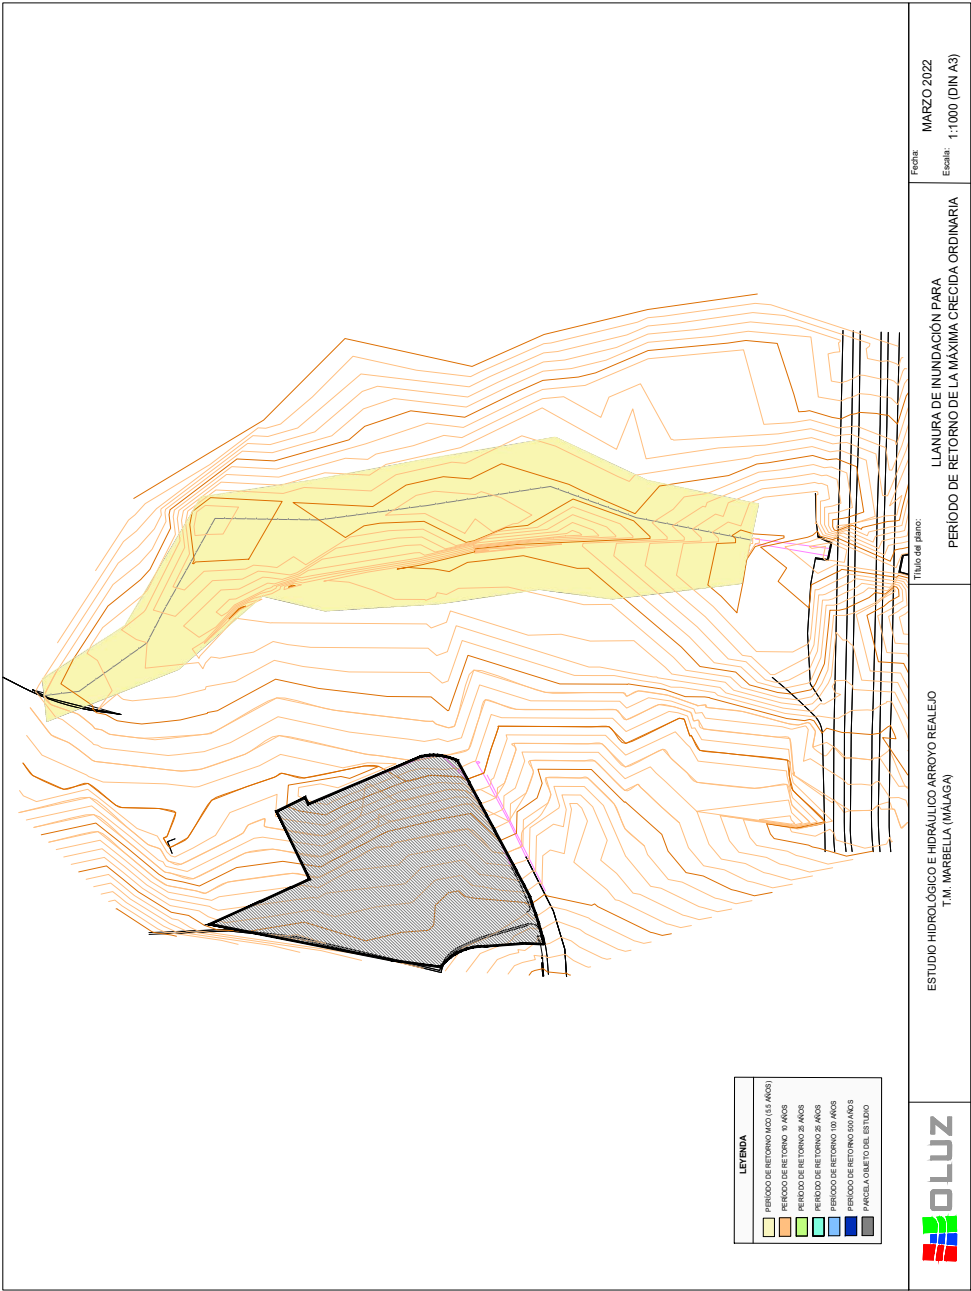 LEYENDA
PERÍODO DE RETORNO MCO (5.5 AÑOS)
PERÍODO DE RETORNO 10 AÑOS
PERÍODO DE RETORNO 25 AÑOS
PERÍODO DE RETORNO 25 AÑOS
PERÍODO DE RETORNO 100 AÑOS
PERÍODO DE RETORNO 500 AÑOS
PARCELA OBJETO DEL ESTUDIO
OLUZ
ESTUDIO HIDROLÓGICO E HIDRÁULICO ARROYO REALEJO
T.M. MARBELLA (MÁLAGA)
Título del plano:
LLANURA DE INUNDACIÓN PARA
PERÍODO DE RETORNO DE LA MÁXIMA CRECIDA ORDINARIA
Fecha:
MARZO 2022
Escala:
1:1000 (DIN A3)